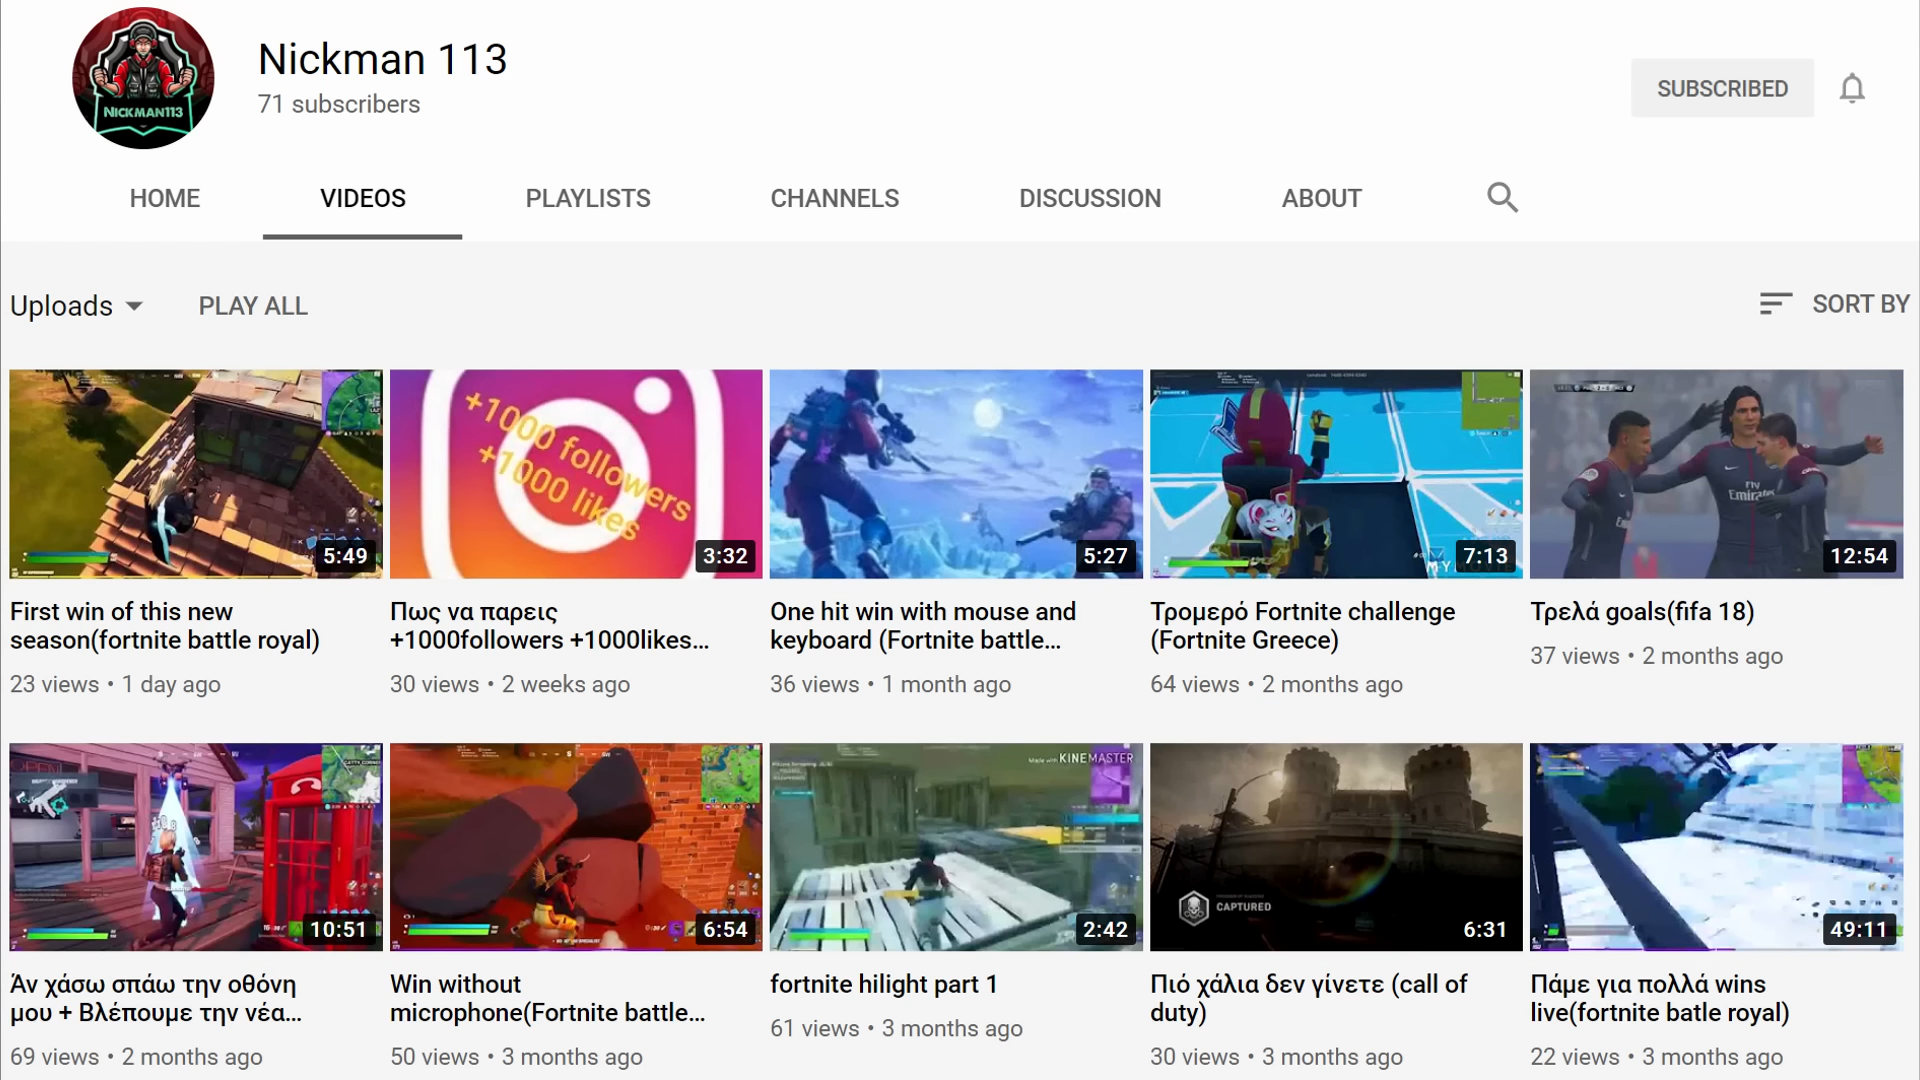 Nickman 113
71 subscribers
NICKMAN113
SUBSCRIBED
HOME VIDEOS PLAYLISTS CHANNELS DISCUSSION ABOUT
Uploads PLAY ALL SORT BY
+1000 followers
+1000 likes
Fly
Emirates
5:49 3:32 5:27 7:13 12:54
First win of this new
season(fortnite battle royal)
23 views • 1 day ago
Πως να παρεις
+1000followers +1000likes...
30 views • 2 weeks ago
One hit win with mouse and
keyboard (Fortnite battle...
36 views • 1 month ago
Τρομερό Fortnite challenge
(Fortnite Greece)
64 views • 2 months ago
Τρελά goals(fifa 18)
37 views • 2 months ago
Made with KINEMASTER
CAPTURED
10:51 6:54 2:42 6:31 49:11
Άν χάσω σπάω την οθόνη
μου + Βλέπουμε την νέα...
69 views • 2 months ago
Win without
microphone(Fortnite battle...
50 views • 3 months ago
fortnite hilight part 1
61 views • 3 months ago
Πιό χάλια δεν γίνετε (call of
duty)
30 views • 3 months ago
Πάμε για πολλά wins
live(fortnite batle royal)
22 views • 3 months ago